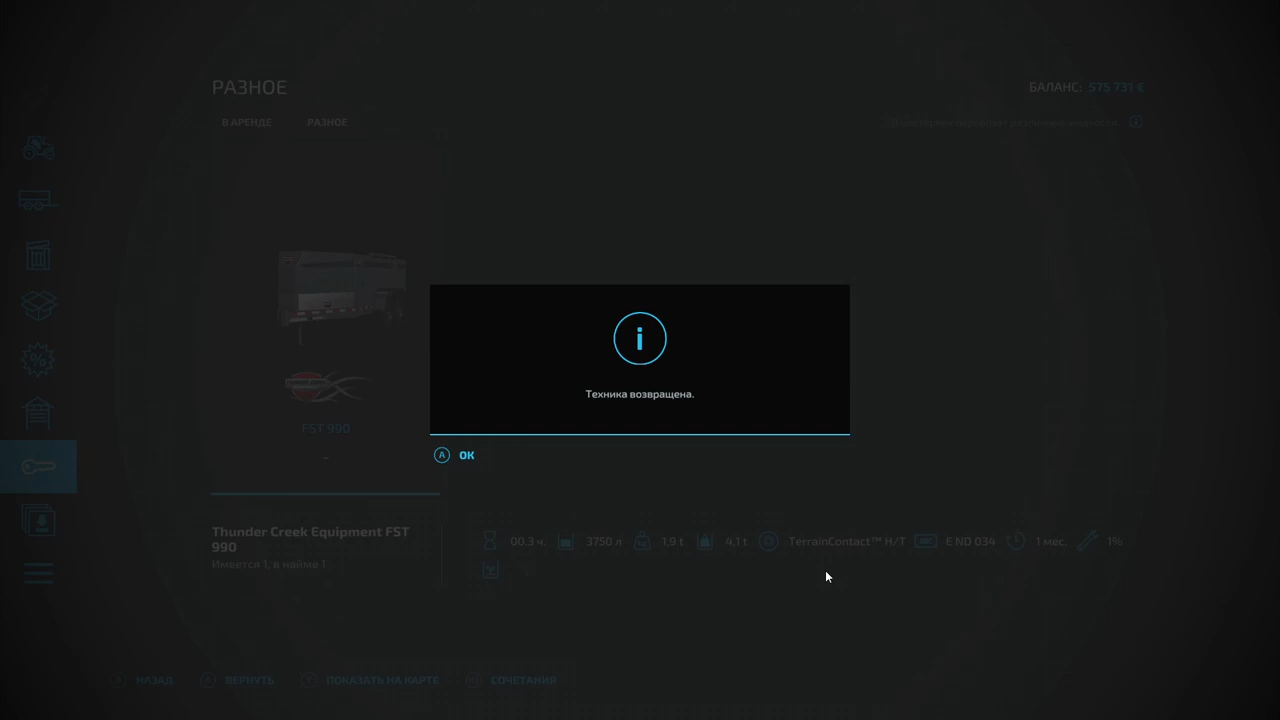 РАЗНОЕ
БАЛАНС: 575 731 €
В АРЕНДЕ РАЗНОЕ
Техника возвращена.
FST 990
-
A OK
Thunder Creek Equipment FST
990
Имеется 1, в найме 1
00.3 ч. 3750 л 1,9 t 4,1 t TerrainContact™ H/T E ND 034 1 мес. 1%
НАЗАД ВЕРНУТЬ ПОКАЗАТЬ НА КАРТЕ СОЧЕТАНИЯ